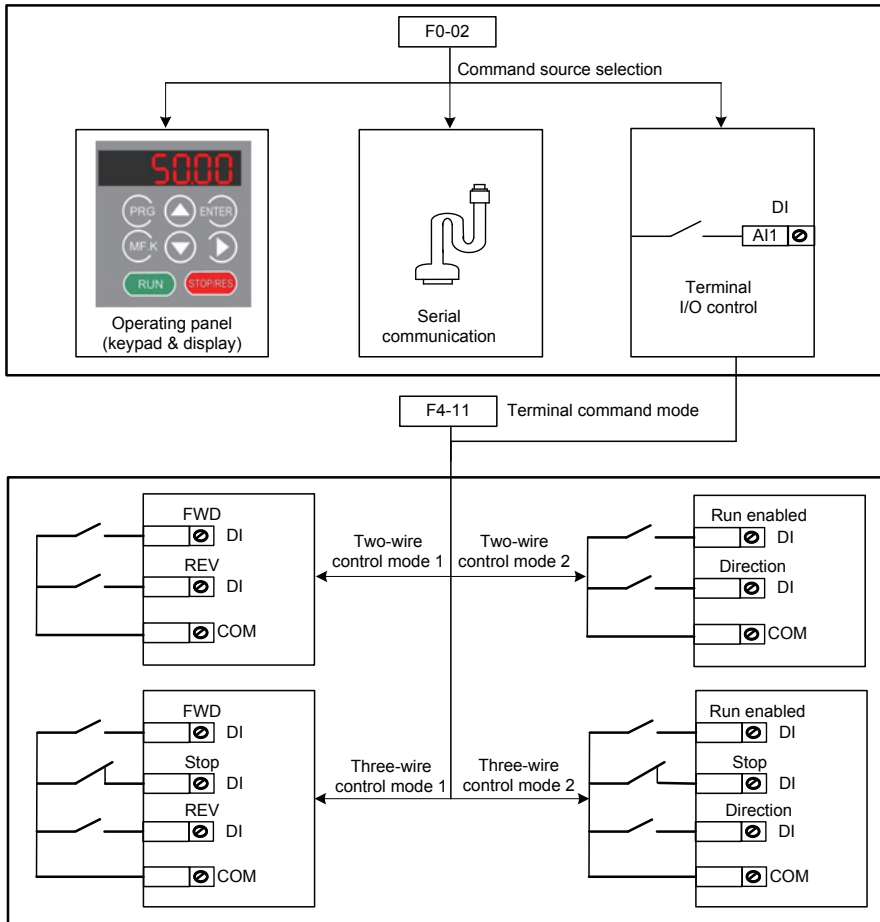 F0-02
Command source selection
50.00
PRG
ENTER
MF.K
RUN
STOP/RES
Operating panel
(keypad & display)
Serial
communication
DI
AI1
Terminal
I/O control
F4-11
Terminal command mode
FWD
DI
REV
DI
COM
Two-wire
control mode 1
Two-wire
control mode 2
Run enabled
DI
Direction
DI
COM
FWD
DI
Stop
DI
REV
DI
COM
Three-wire
control mode 1
Three-wire
control mode 2
Run enabled
DI
Stop
DI
Direction
DI
COM